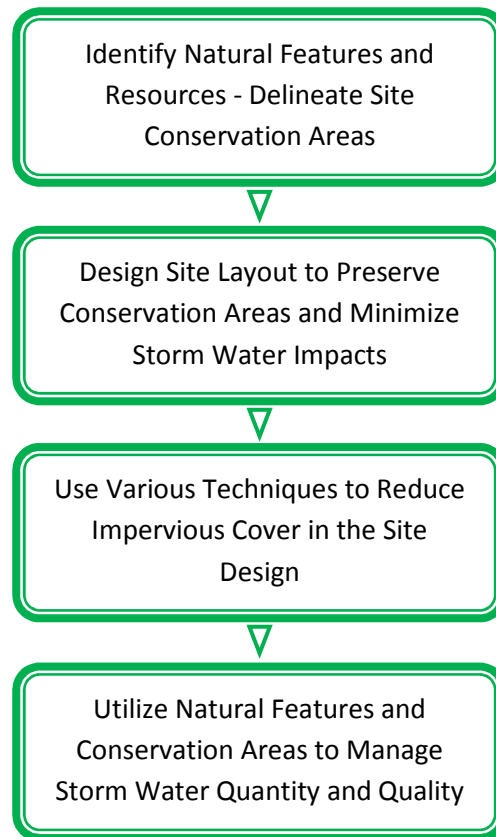 Identify Natural Features and
Resources - Delineate Site
Conservation Areas
Design Site Layout to Preserve
Conservation Areas and Minimize
Storm Water Impacts
Use Various Techniques to Reduce
Impervious Cover in the Site
Design
Utilize Natural Features and
Conservation Areas to Manage
Storm Water Quantity and Quality